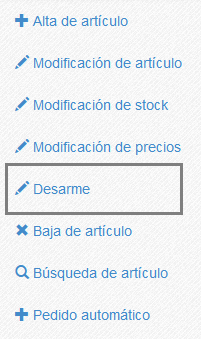 Alta de artículo
Modificación de artículo
Modificación de stock
Modificación de precios
Desarme
Baja de artículo
Búsqueda de artículo
Pedido automático